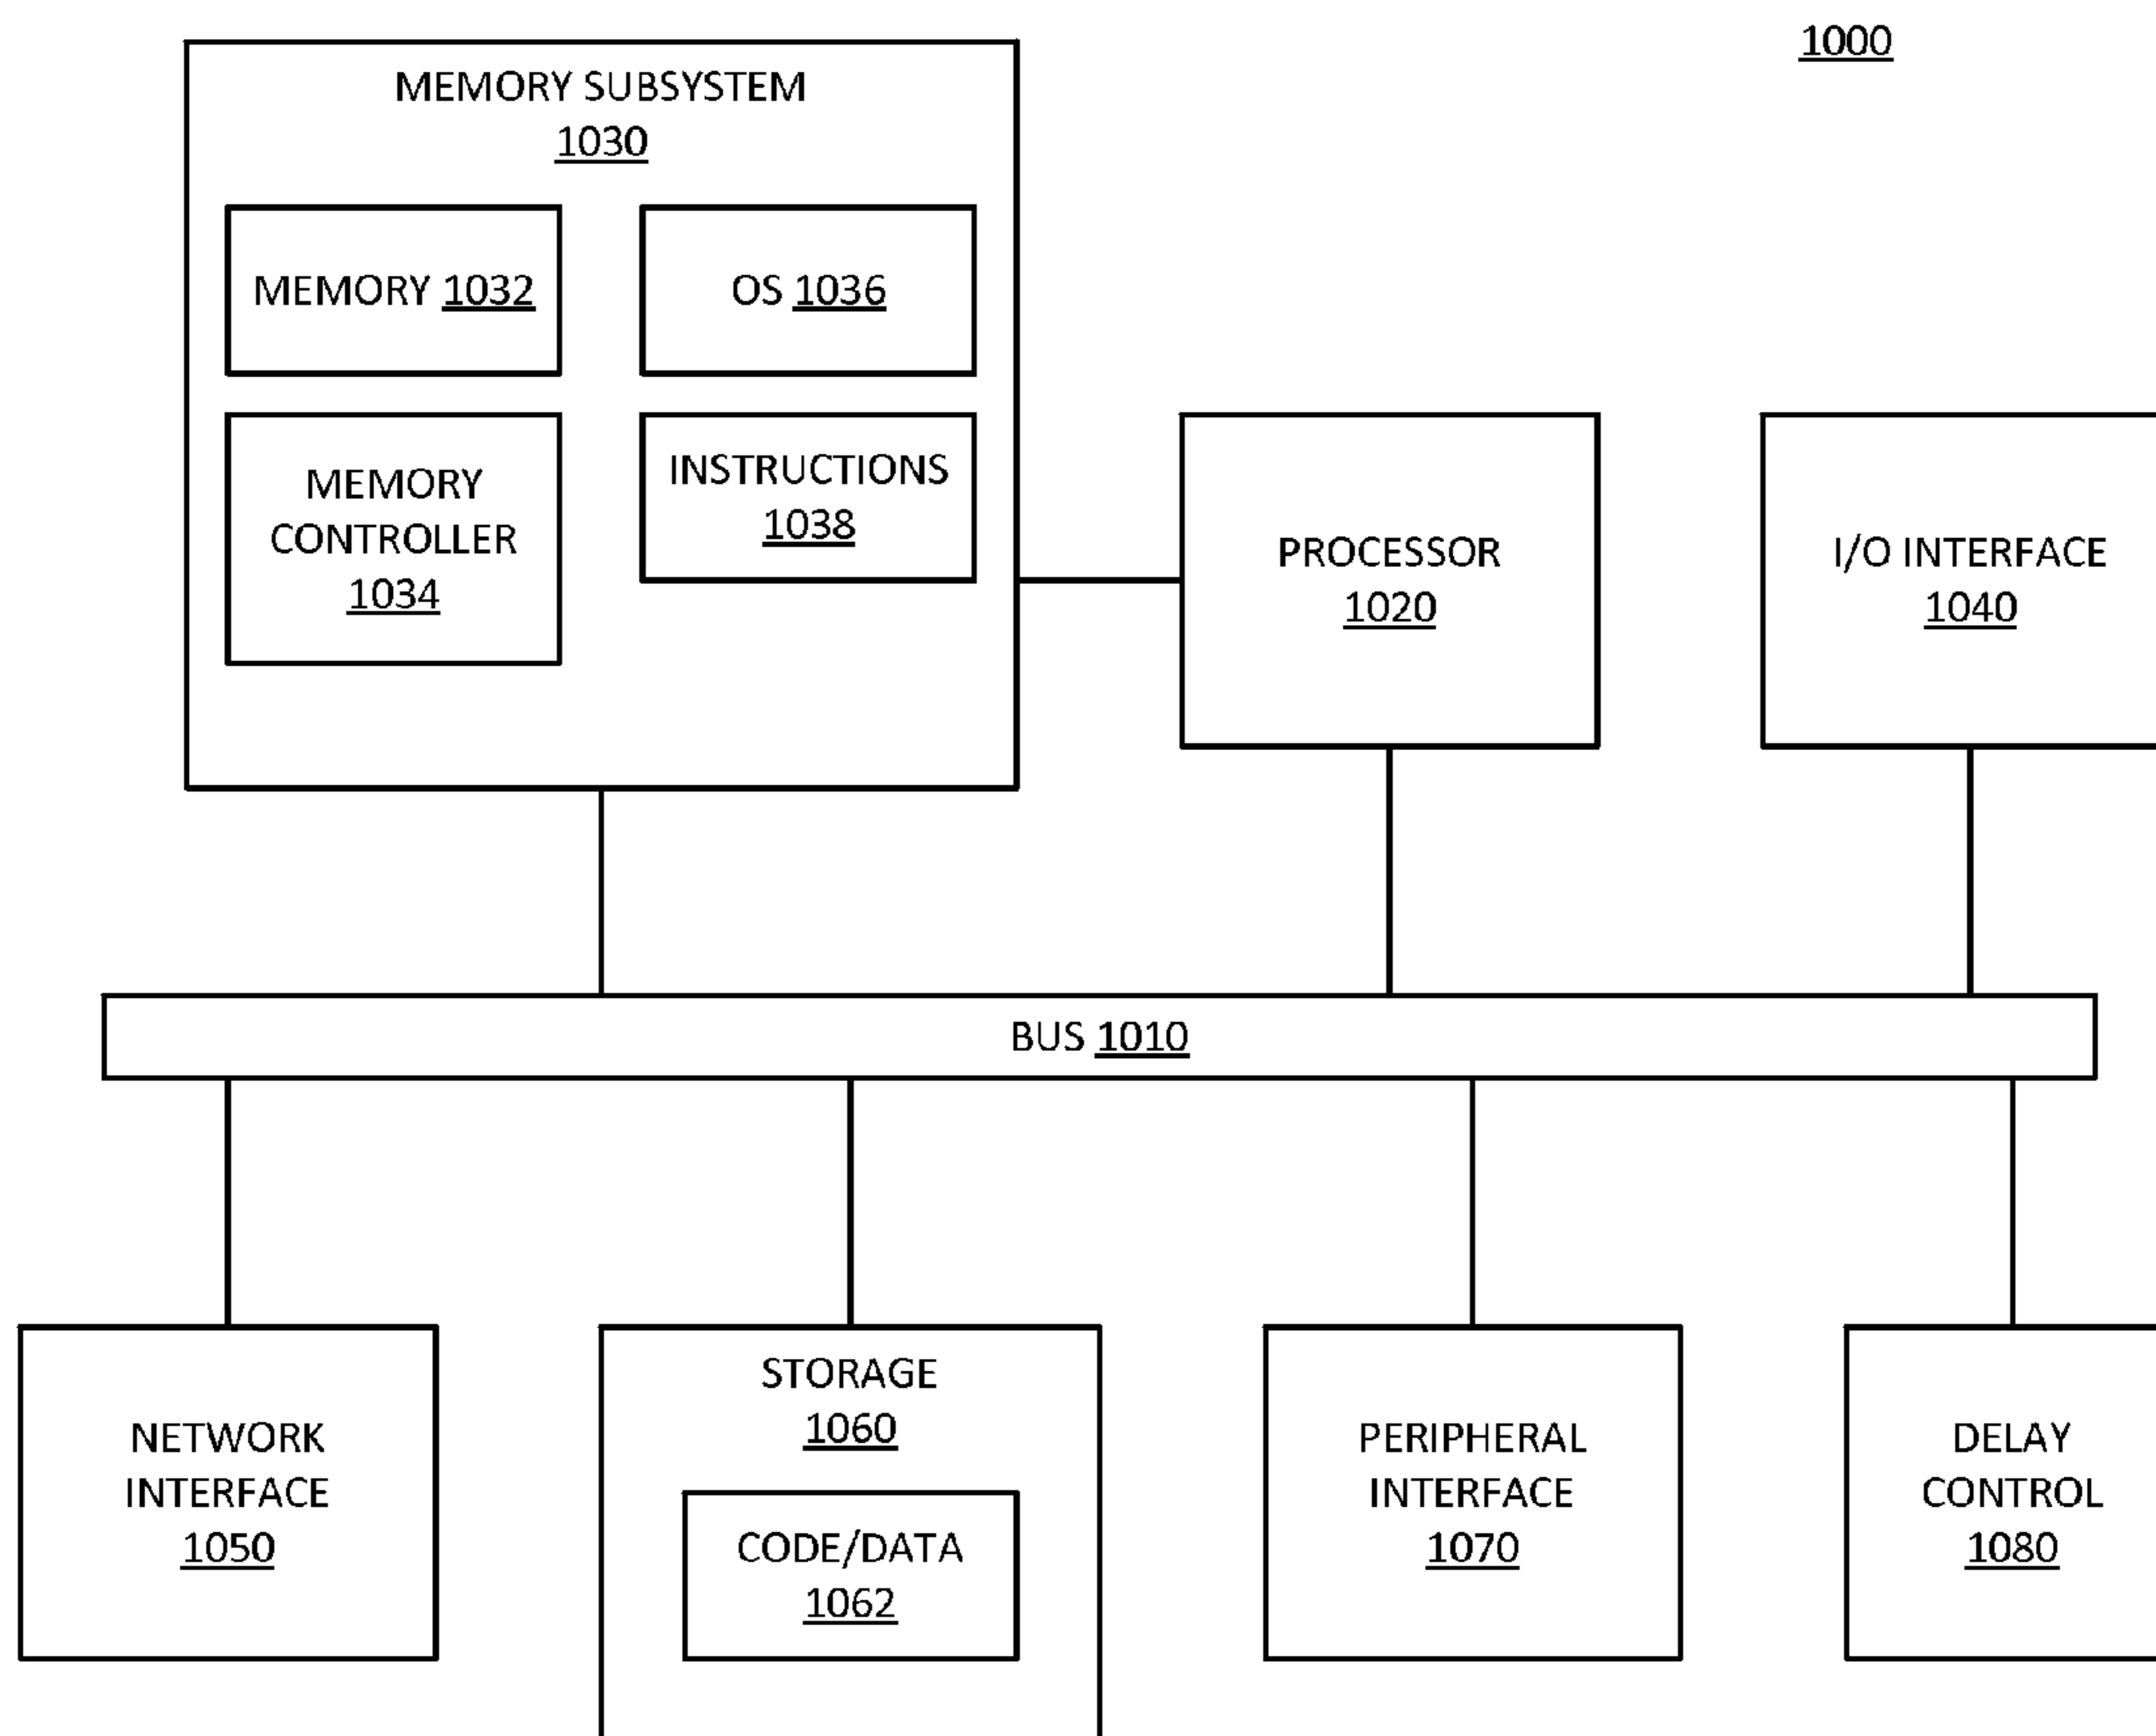 1000
MEMORY SUBSYSTEM
1030
MEMORY 1032
OS 1036
MEMORY
CONTROLLER
1034
INSTRUCTIONS
1038
PROCESSOR
1020
I/O INTERFACE
1040
BUS 1010
NETWORK
INTERFACE
1050
STORAGE
1060
CODE/DATA
1062
PERIPHERAL
INTERFACE
1070
DELAY
CONTROL
1080